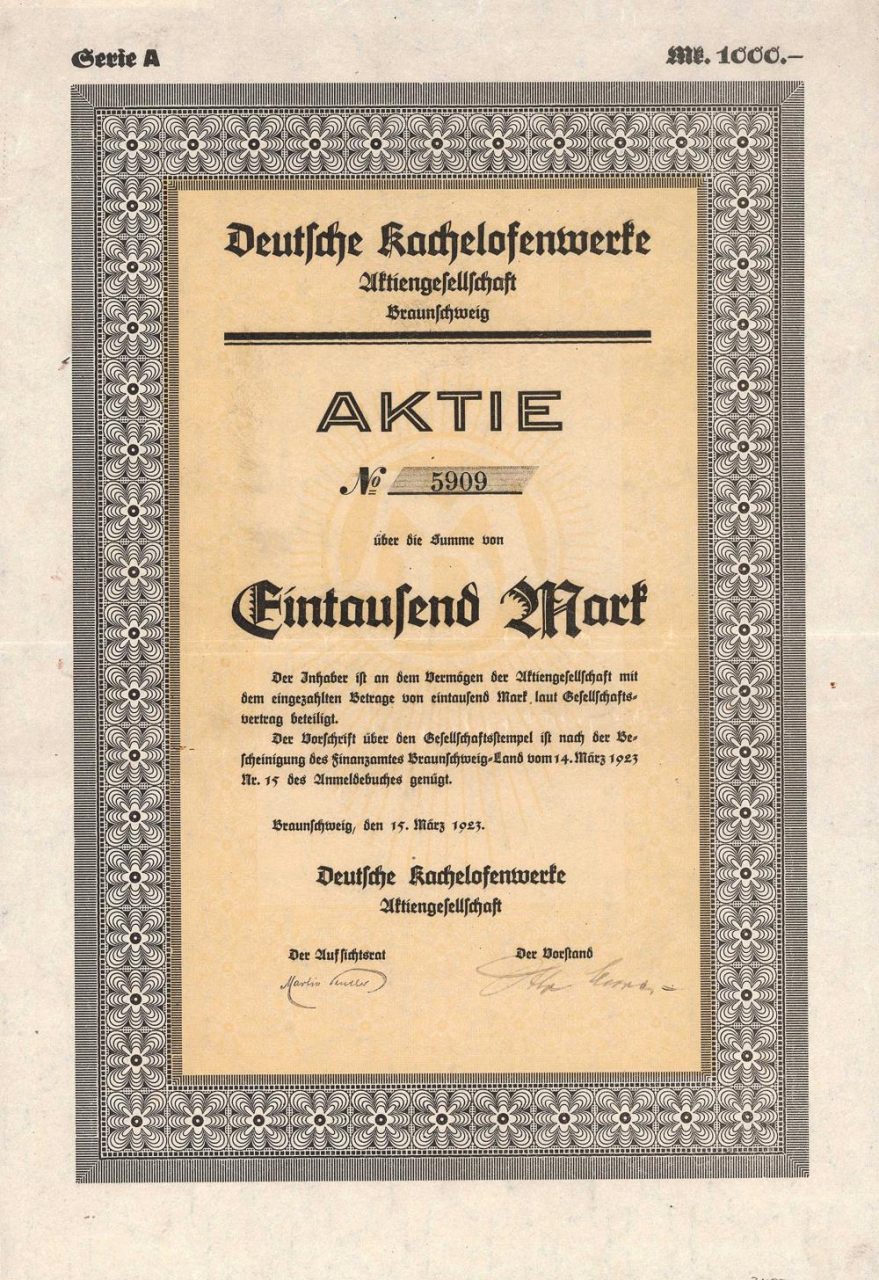 Serie A
Mk. 1000.–
Deutsche Kachelofenwerke
Aktiengesellschaft
Braunschweig
AKTIE
No 5909
über die Summe von
Eintausend Mark
Der Inhaber ist an dem Vermögen der Aktiengesellschaft mit
dem eingezahlten Betrage von eintausend Mark laut Gesellschafts-
vertrag beteiligt.
Der Vorschrift über den Gesellschaftsstempel ist nach der Be-
scheinigung des Finanzamtes Braunschweig-Land vom 14. März 1923
Nr. 15 des Anmeldebuches genügt.
Braunschweig, den 15. März 1923.
Deutsche Kachelofenwerke
Aktiengesellschaft
Der Aufsichtsrat
Der Vorstand
Martin